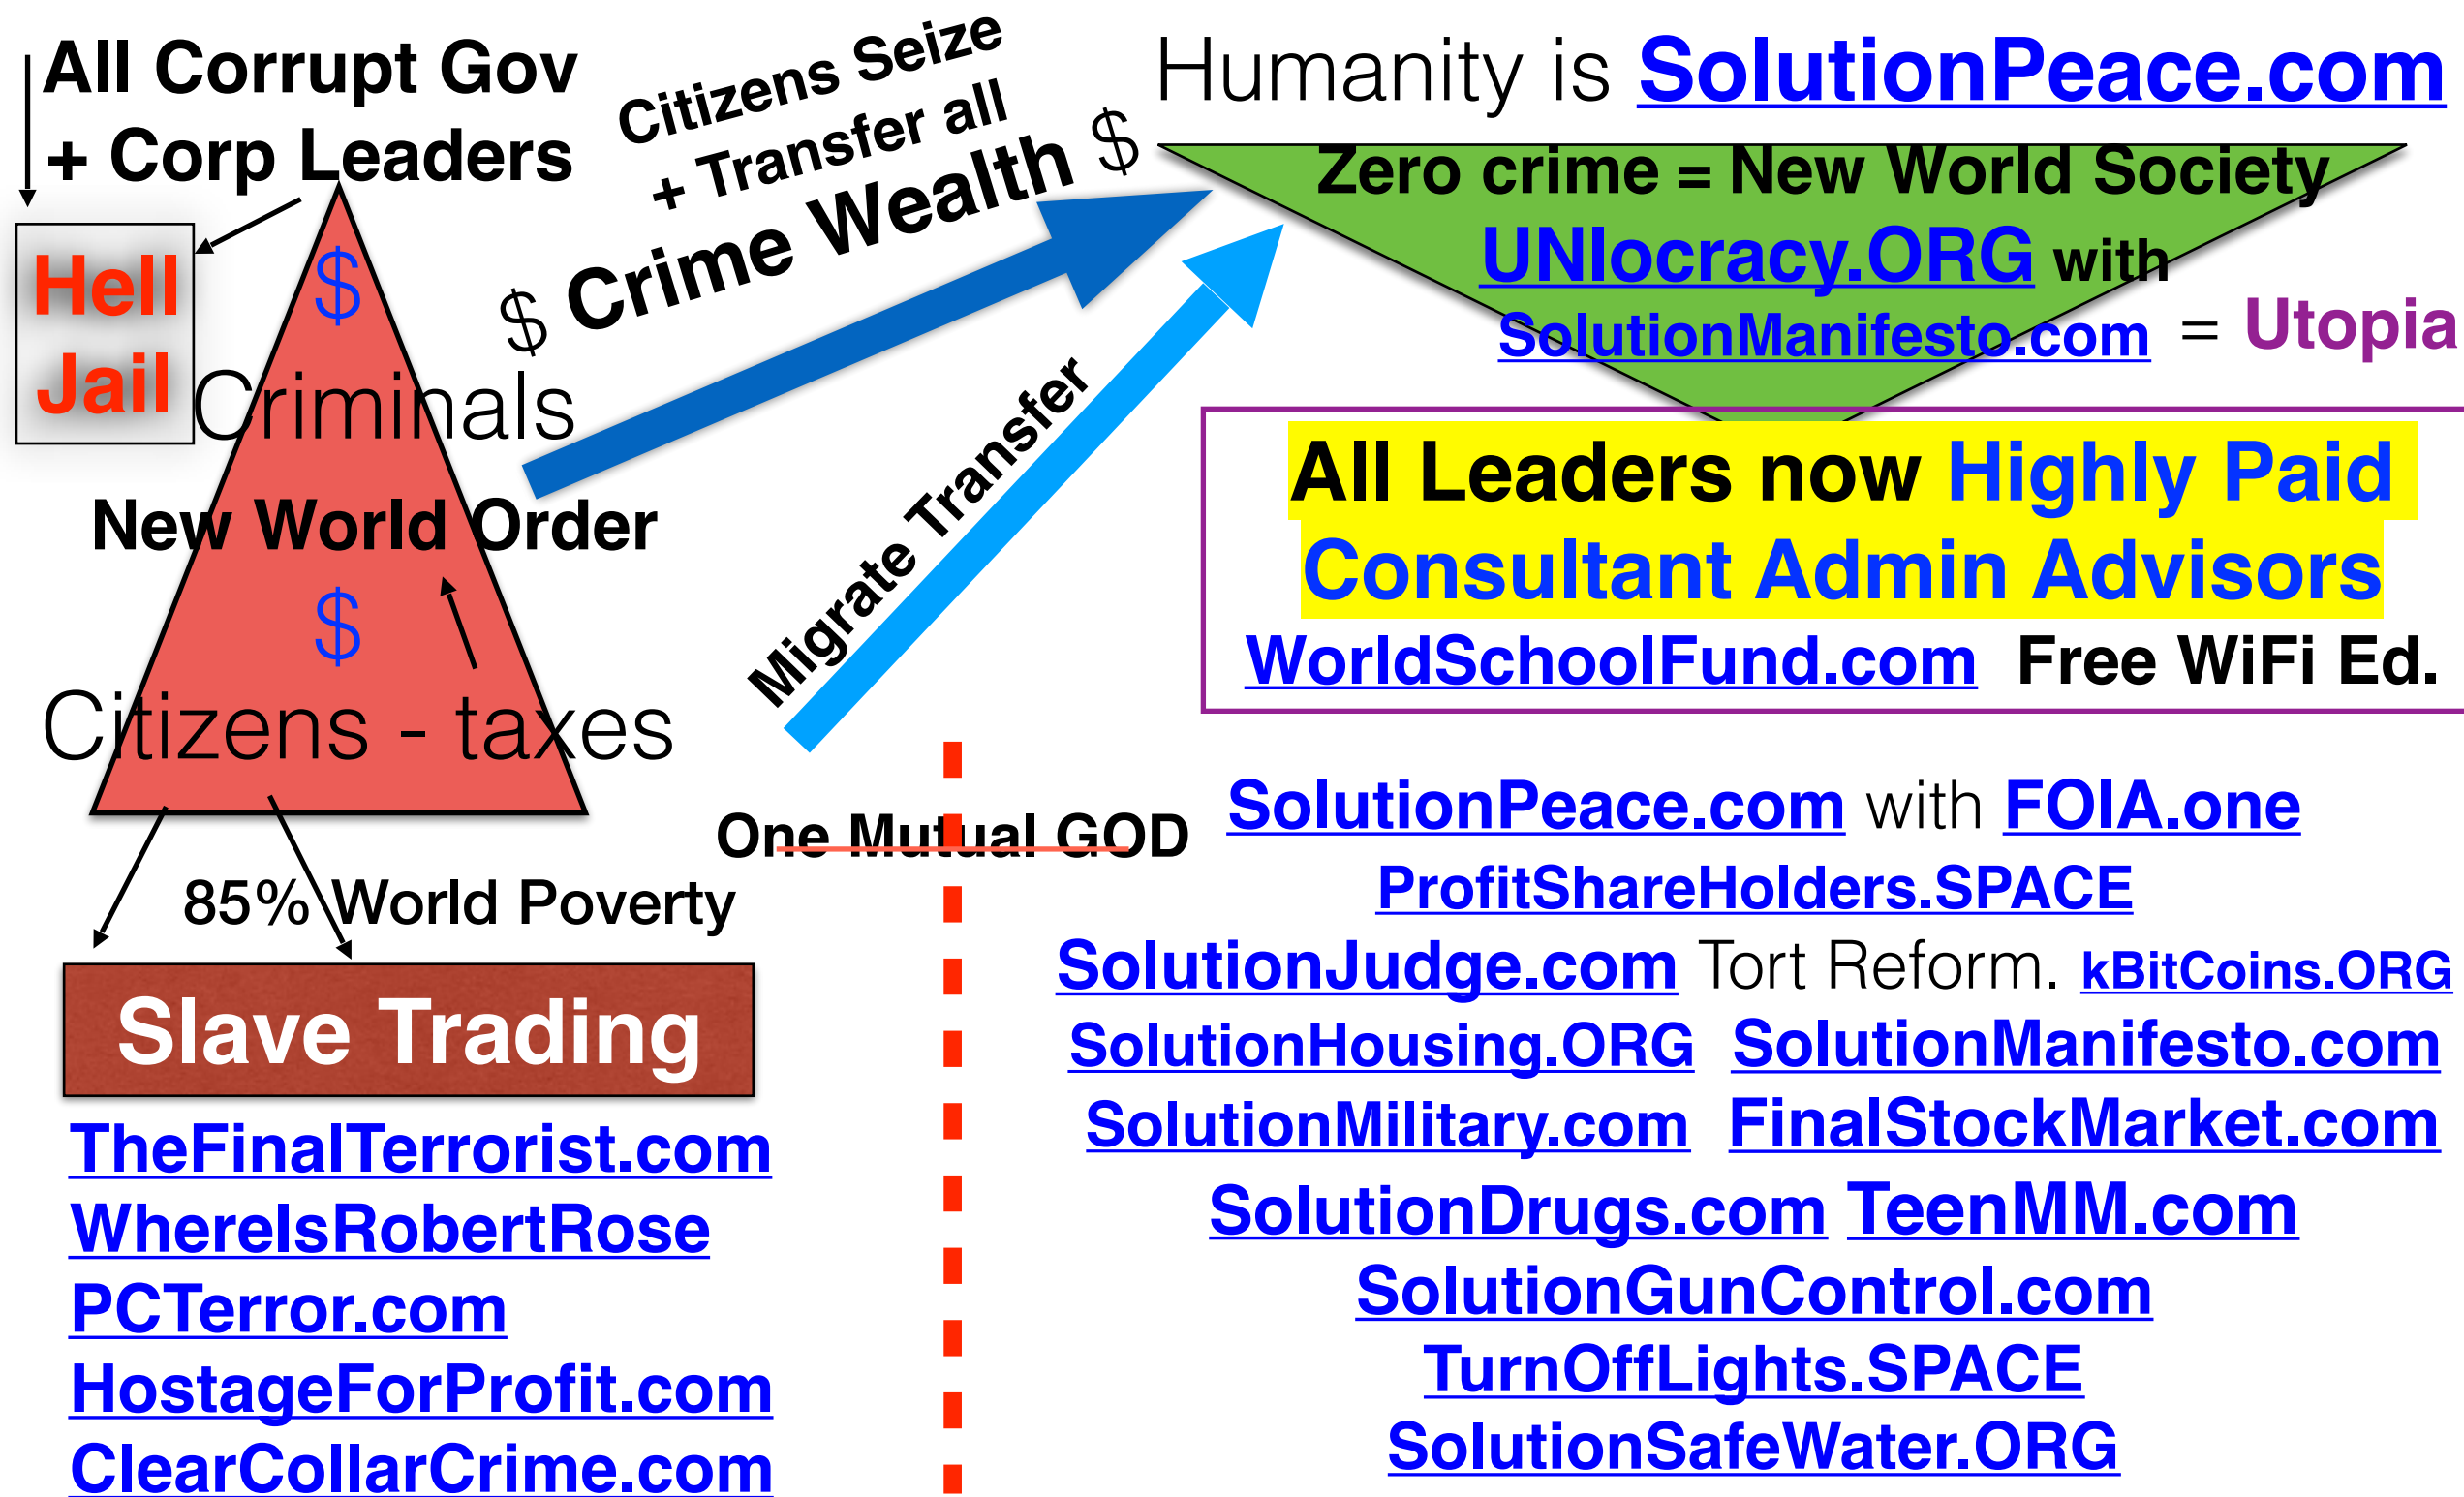 All Corrupt Gov
+ Corp Leaders
Hell
Jail
$
Criminals
New World Order
$
Citizens - taxes
85% World Poverty
Slave Trading
TheFinalTerrorist.com
WhereIsRobertRose
PCTerror.com
HostageForProfit.com
ClearCollarCrime.com
Citizens Seize
+ Transfer all
$ Crime Wealth $
Migrate Transfer
One Mutual GOD
Humanity is SolutionPeace.com
Zero crime = New World Society
UNIocracy.ORG with
SolutionManifesto.com = Utopia
All Leaders now Highly Paid
Consultant Admin Advisors
WorldSchoolFund.com Free WiFi Ed.
SolutionPeace.com with FOIA.one
ProfitShareHolders.SPACE
SolutionJudge.com Tort Reform. kBitCoins.ORG
SolutionHousing.ORG SolutionManifesto.com
SolutionMilitary.com FinalStockMarket.com
SolutionDrugs.com TeenMM.com
SolutionGunControl.com
TurnOffLights.SPACE
SolutionSafeWater.ORG